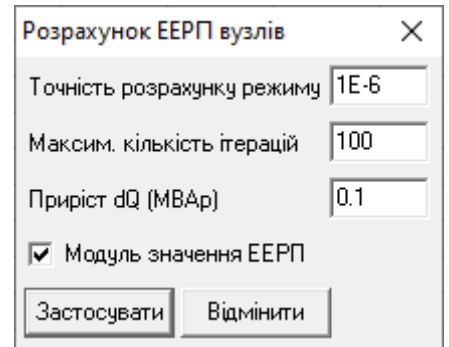 Розрахунок ЕЕРП вузлів
Точність розрахунку режиму 1E-6
Максим. кількість ітерацій 100
Приріст dQ (МВАр) 0.1
Модуль значення ЕЕРП
Застосувати Відмінити